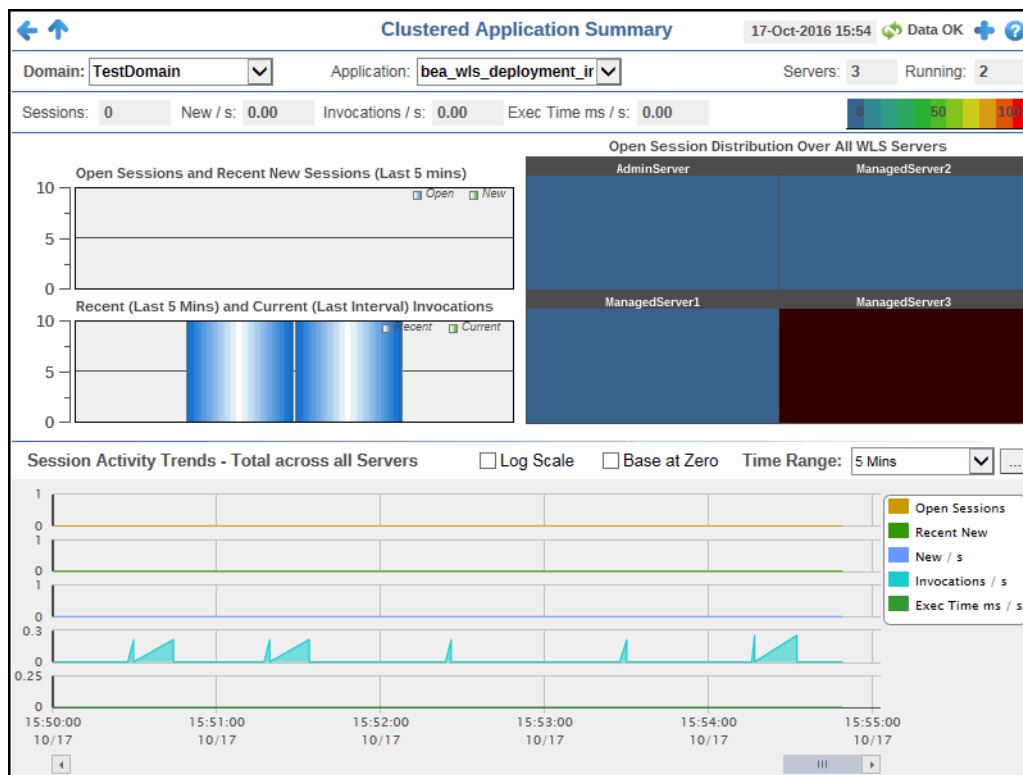 Clustered Application Summary 17-Oct-2016 15:54 Data OK ?
Domain: TestDomain Application: bea_wls_deployment_ir Servers: 3 Running: 2
Sessions: 0 New / s: 0.00 Invocations / s: 0.00 Exec Time ms / s: 0.00 0 50 100
Open Session Distribution Over All WLS Servers
AdminServer ManagedServer2
Open Sessions and Recent New Sessions (Last 5 mins)
Open New
10
5
0
ManagedServer1 ManagedServer3
Recent (Last 5 Mins) and Current (Last Interval) Invocations
Recent Current
10
5
0
Session Activity Trends - Total across all Servers Log Scale Base at Zero Time Range: 5 Mins ...
1
0
1
0
1
0
0.3
0
0.25
0
Open Sessions
Recent New
New / s
Invocations / s
Exec Time ms / s
15:50:00 15:51:00 15:52:00 15:53:00 15:54:00 15:55:00
10/17 10/17 10/17 10/17 10/17 10/17